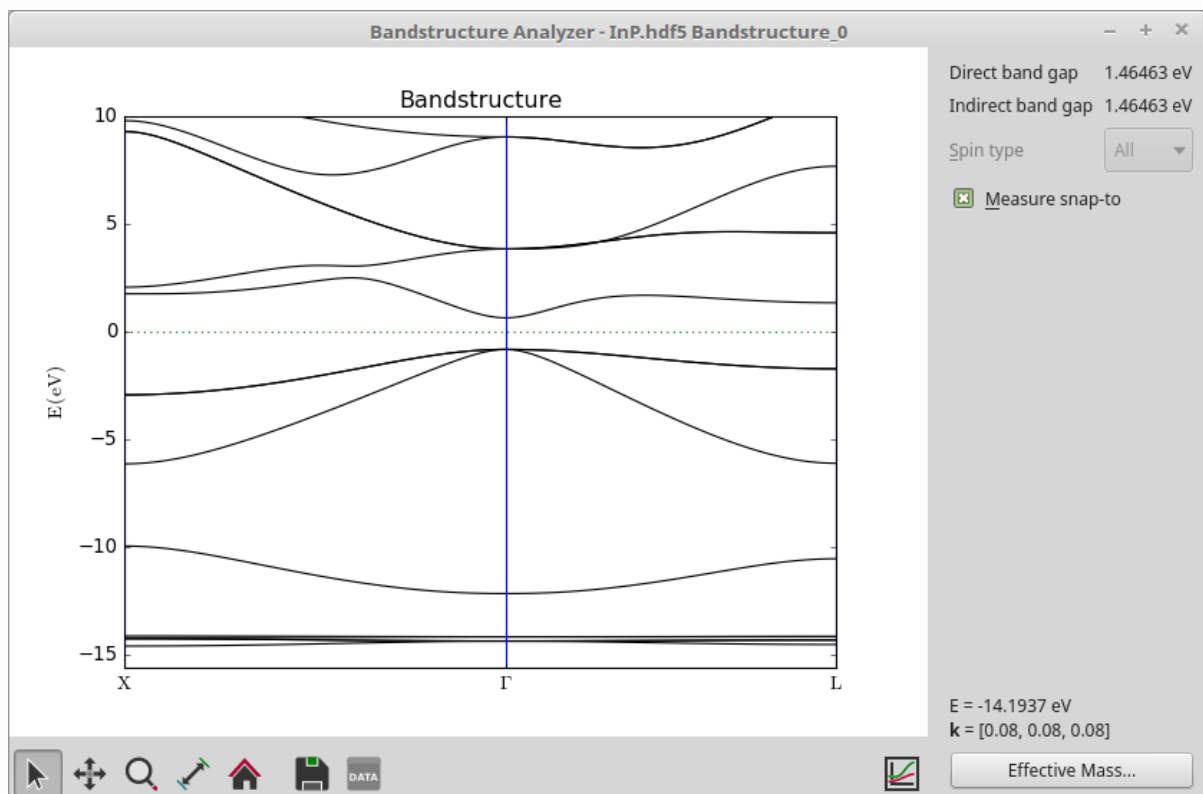 Bandstructure Analyzer - InP.hdf5 Bandstructure_0
Bandstructure
10
5
0
−5
−10
−15
E(eV)
X
Γ
L
Direct band gap 1.46463 eV
Indirect band gap 1.46463 eV
Spin type All
Measure snap-to
E = -14.1937 eV
k = [0.08, 0.08, 0.08]
DATA
Effective Mass...